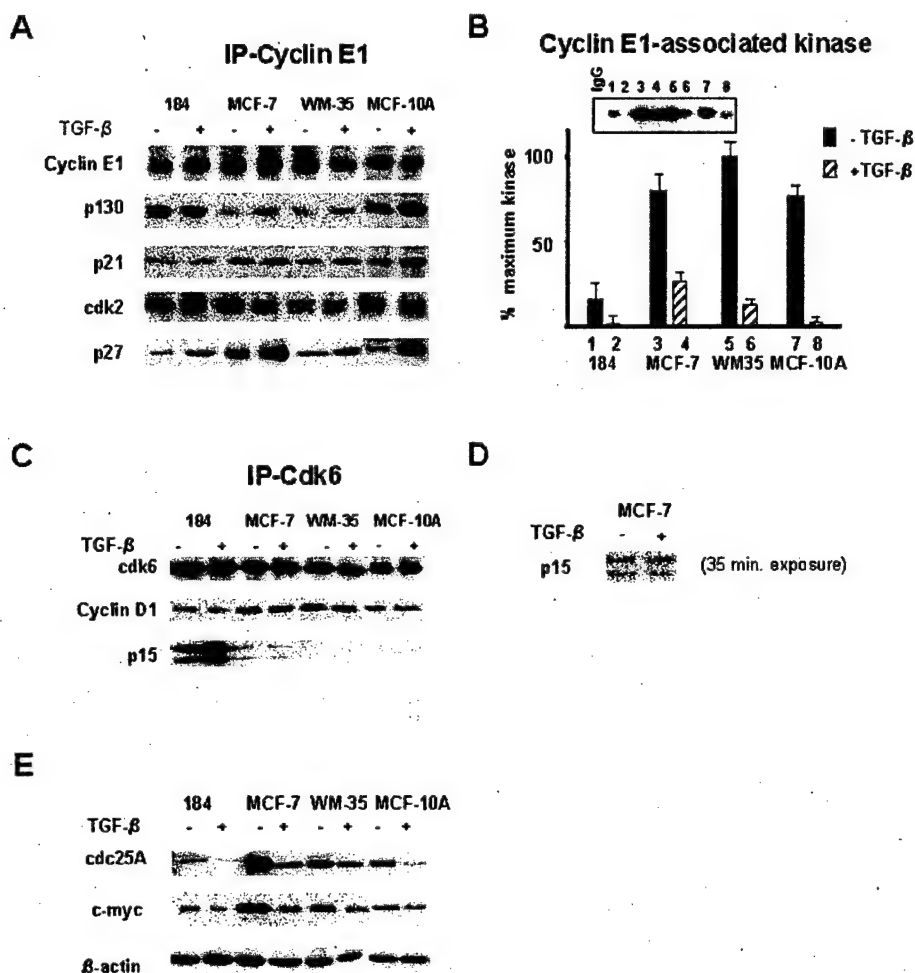 A
IP-Cyclin E1
184 MCF-7 WM-35 MCF-10A
TGF-β - + - + - + - +
Cyclin E1
p130
p21
cdk2
p27
B
Cyclin E1-associated kinase
IgG 1 2 3 4 5 6 7 8
- TGF-β
+TGF-β
% maximum kinase
100
50
1 2 3 4 5 6 7 8
184 MCF-7 WM35 MCF-10A
C
IP-Cdk6
184 MCF-7 WM-35 MCF-10A
TGF-β - + - + - + - +
cdk6
Cyclin D1
p15
D
MCF-7
TGF-β - +
p15 (35 min. exposure)
E
184 MCF-7 WM-35 MCF-10A
TGF-β - + - + - + - +
cdc25A
c-myc
β-actin